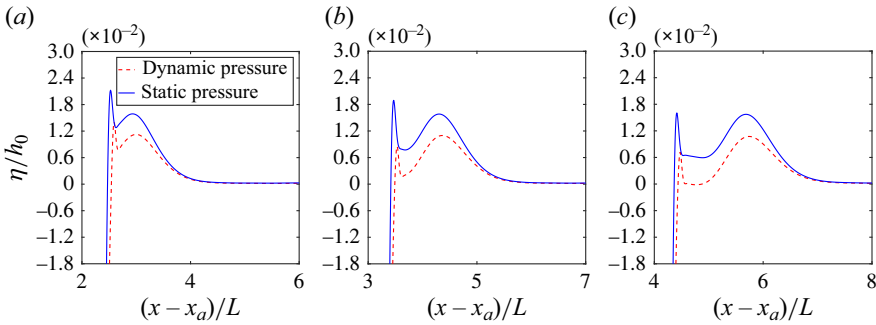 (a) (b) (c)
(×10⁻²) (×10⁻²) (×10⁻²)
3.0 3.0 3.0
2.4 2.4 2.4
1.8 1.8 1.8
1.2 1.2 1.2
0.6 0.6 0.6
0 0 0
−0.6 −0.6 −0.6
−1.2 −1.2 −1.2
−1.8 −1.8 −1.8
Dynamic pressure
Static pressure
η/h₀
2 4 6 3 5 7 4 6 8
(x – xₐ)/L (x – xₐ)/L (x – xₐ)/L